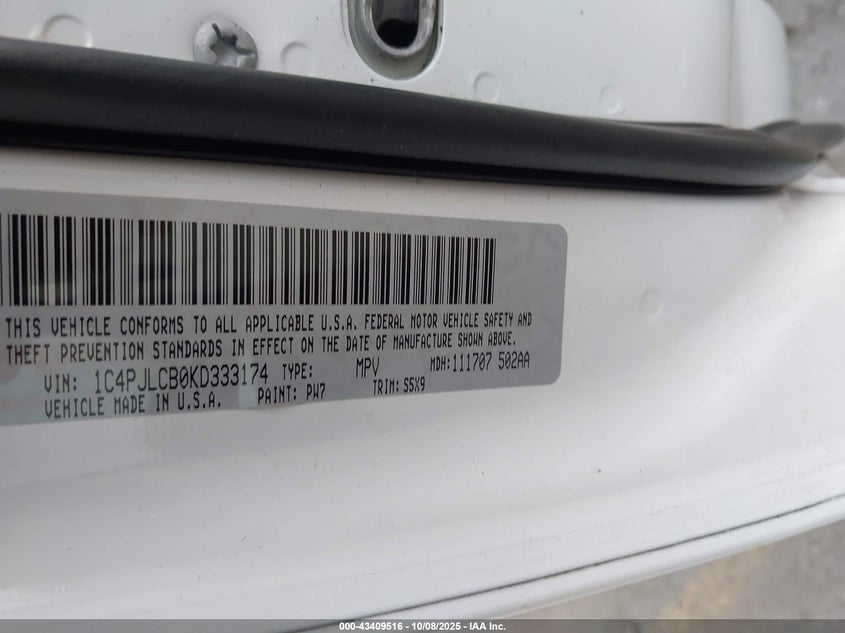 THIS VEHICLE CONFORMS TO ALL APPLICABLE U.S.A. FEDERAL MOTOR VEHICLE SAFETY AND
THEFT PREVENTION STANDARDS IN EFFECT ON THE DATE OF MANUFACTURE SHOWN ABOVE.
VIN: 1C4PJLCB0KD333174 TYPE: MPV MDH:111707 502AA
VEHICLE MADE IN U.S.A. PAINT: PW7 TRIM: S5X9
000-43409516 - 10/08/2025 - IAA Inc.